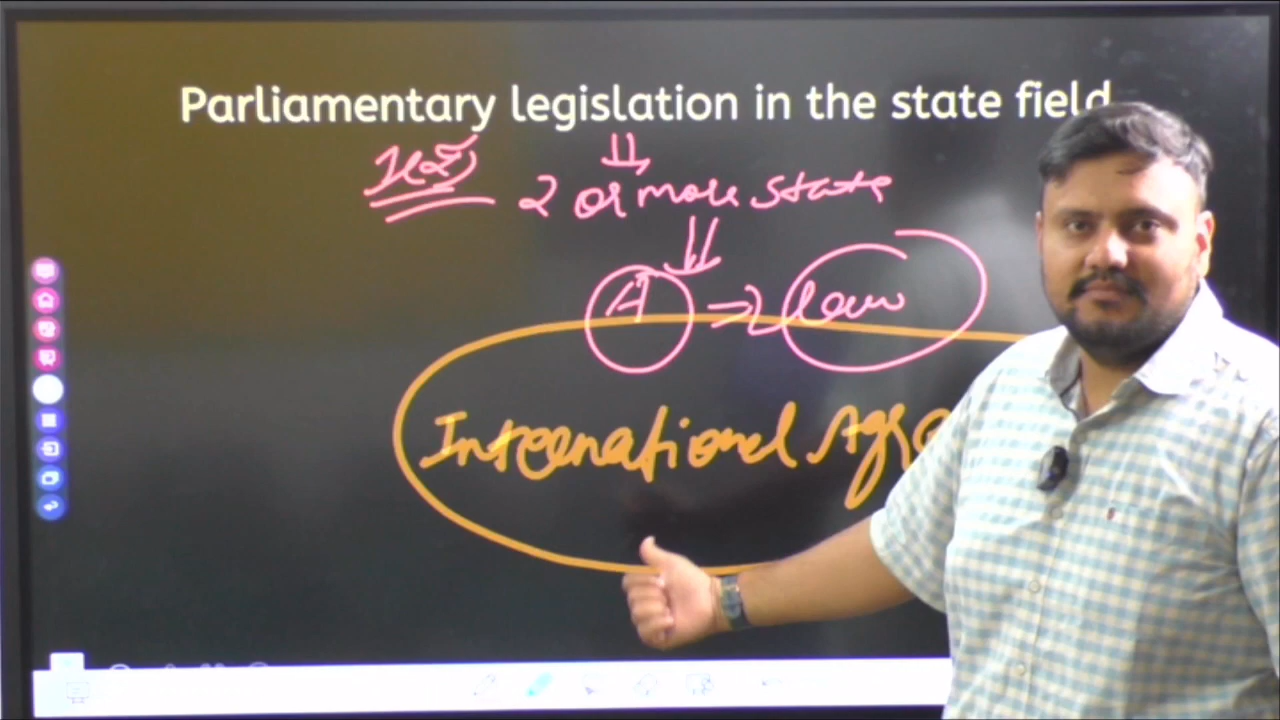 Parliamentary legislation in the state field
2 or more state
A ⇒ law
International Agre